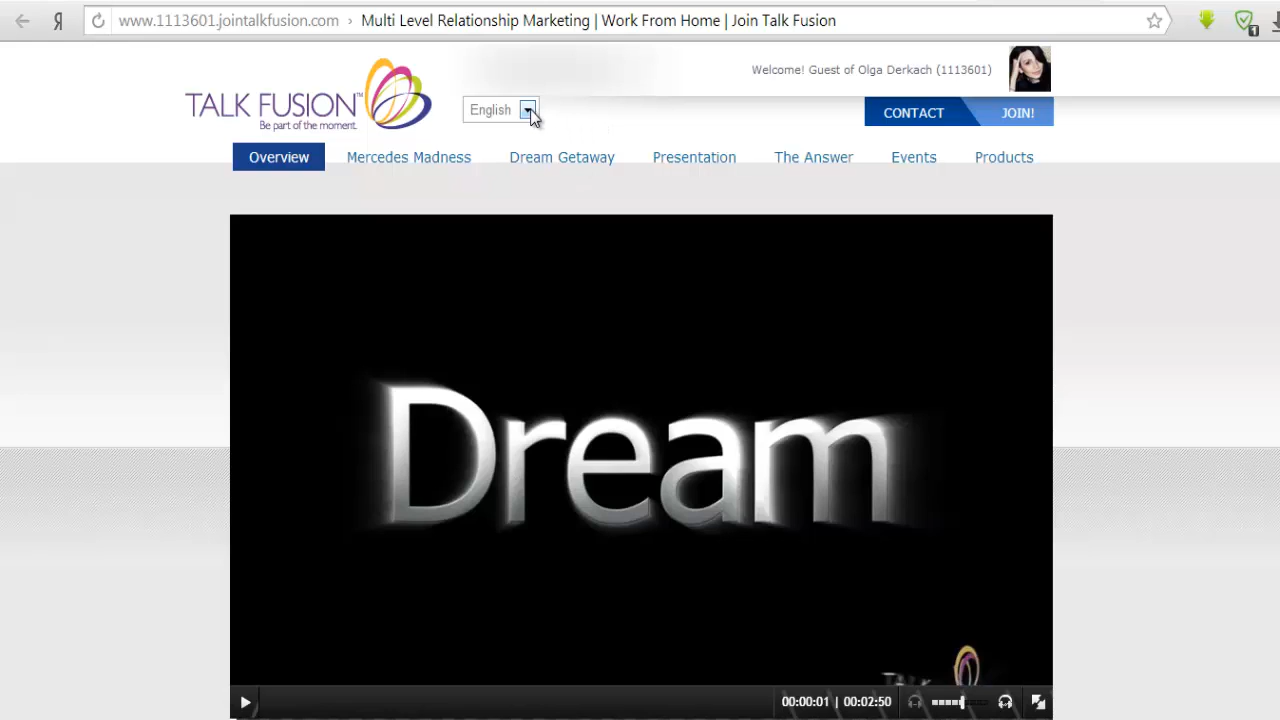 Я www.1113601.jointalkfusion.com › Multi Level Relationship Marketing | Work From Home | Join Talk Fusion
1
Welcome! Guest of Olga Derkach (1113601)
TALK FUSION™
Be part of the moment.
English
CONTACT JOIN!
Overview Mercedes Madness Dream Getaway Presentation The Answer Events Products
Dream
00:00:01 | 00:02:50